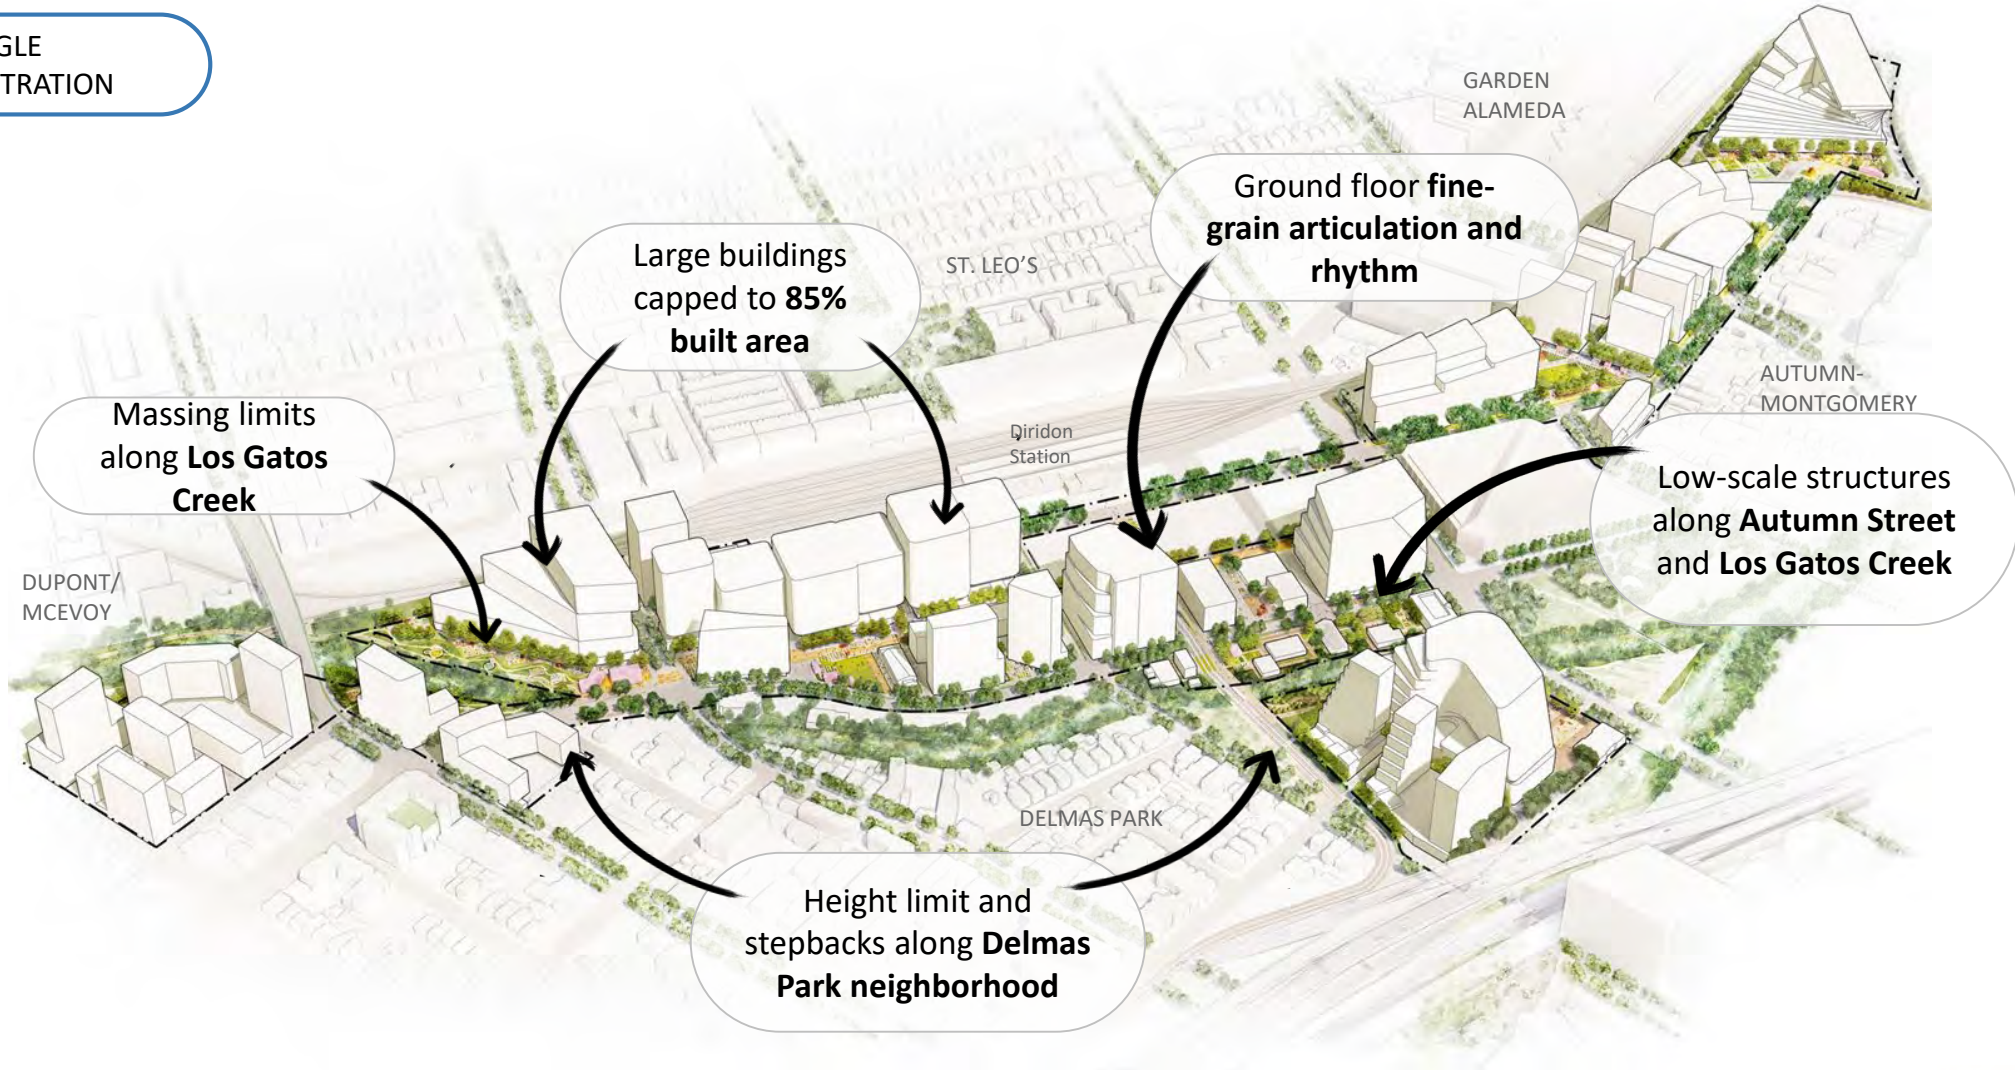 GLE
TRATION
GARDEN
ALAMEDA
Ground floor fine-
grain articulation and
rhythm
Large buildings
capped to 85%
built area
ST. LEO'S
AUTUMN-
MONTGOMERY
Massing limits
along Los Gatos
Creek
Diridon
Station
Low-scale structures
along Autumn Street
and Los Gatos Creek
DUPONT/
MCEVOY
DELMAS PARK
Height limit and
stepbacks along Delmas
Park neighborhood